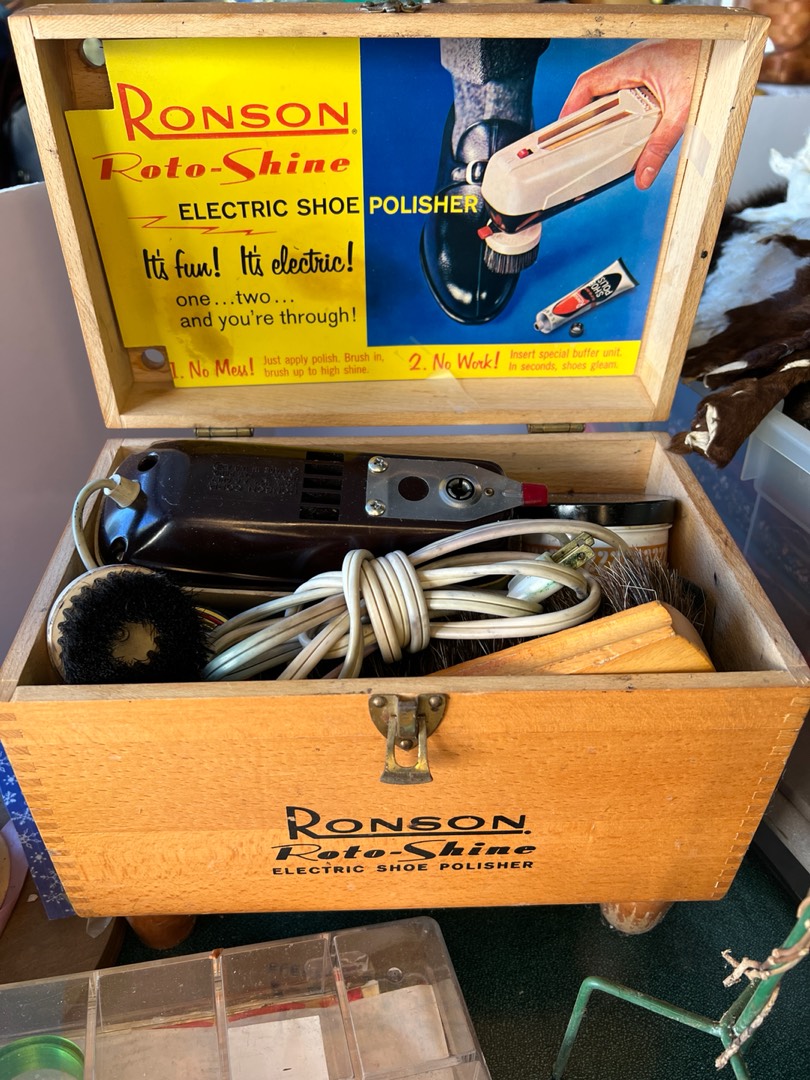 RONSON®
Roto-Shine
ELECTRIC SHOE POLISHER
It's fun! It's electric!
one...two...
and you're through!
1. No Mess! Just apply polish. Brush in,
brush up to high shine.
2. No Work! Insert special buffer unit.
In seconds, shoes gleam.
SHOE
POLISH
RONSON
Roto-Shine
ELECTRIC SHOE POLISHER